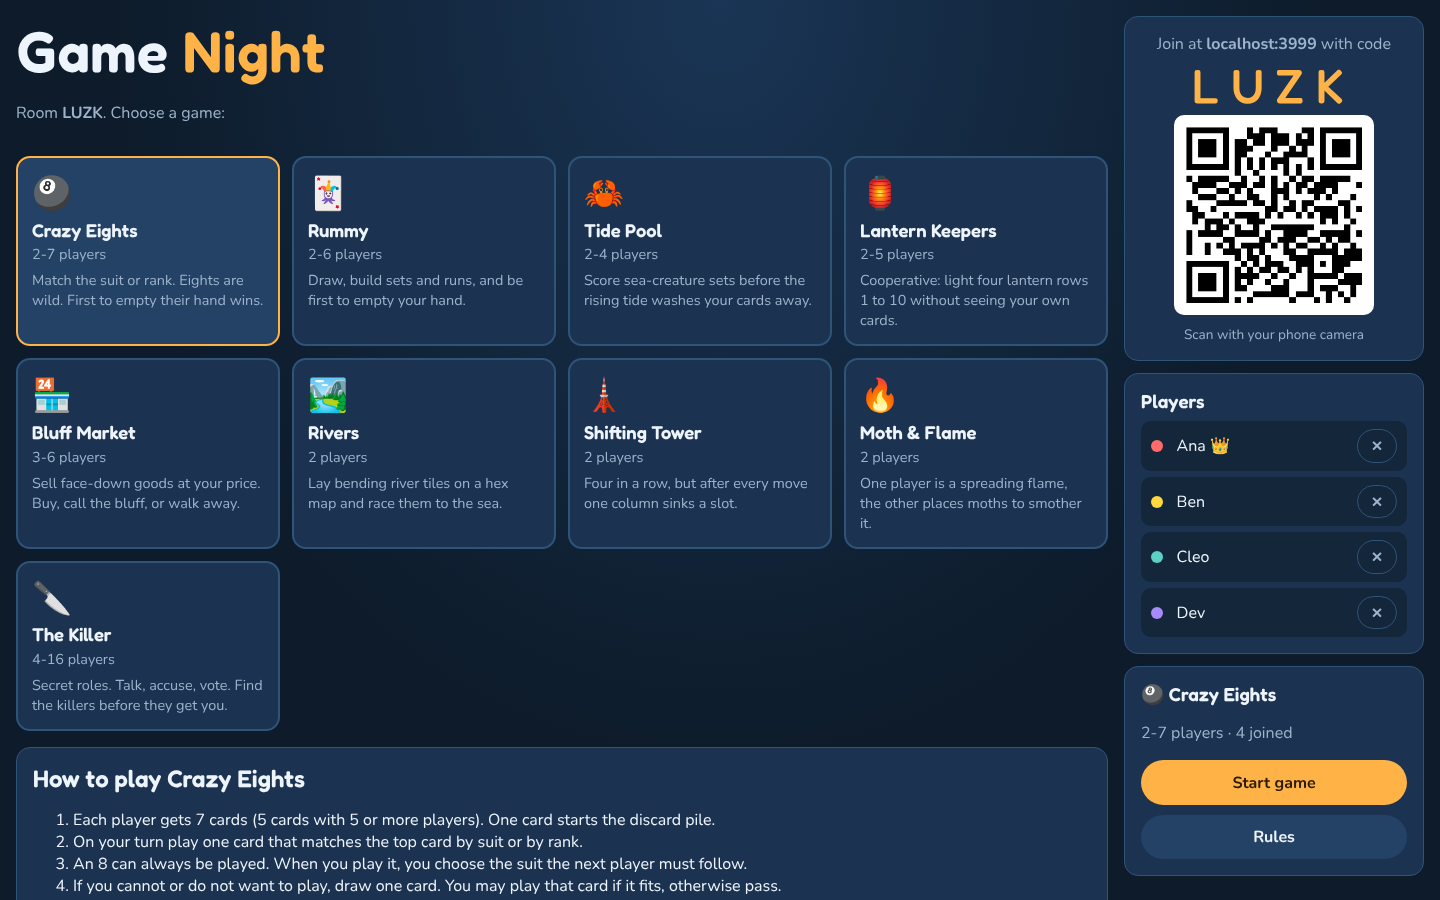 Game Night
Room LUZK. Choose a game:
Crazy Eights
2-7 players
Match the suit or rank. Eights are
wild. First to empty their hand wins.
Rummy
2-6 players
Draw, build sets and runs, and be
first to empty your hand.
Tide Pool
2-4 players
Score sea-creature sets before the
rising tide washes your cards away.
Lantern Keepers
2-5 players
Cooperative: light four lantern rows
1 to 10 without seeing your own
cards.
Bluff Market
3-6 players
Sell face-down goods at your price.
Buy, call the bluff, or walk away.
Rivers
2 players
Lay bending river tiles on a hex
map and race them to the sea.
Shifting Tower
2 players
Four in a row, but after every move
one column sinks a slot.
Moth & Flame
2 players
One player is a spreading flame,
the other places moths to smother
it.
The Killer
4-16 players
Secret roles. Talk, accuse, vote. Find
the killers before they get you.
How to play Crazy Eights
1. Each player gets 7 cards (5 cards with 5 or more players). One card starts the discard pile.
2. On your turn play one card that matches the top card by suit or by rank.
3. An 8 can always be played. When you play it, you choose the suit the next player must follow.
4. If you cannot or do not want to play, draw one card. You may play that card if it fits, otherwise pass.
Join at localhost:3999 with code
LUZK
Scan with your phone camera
Players
Ana 👑
Ben
Cleo
Dev
🎱 Crazy Eights
2-7 players · 4 joined
Start game
Rules